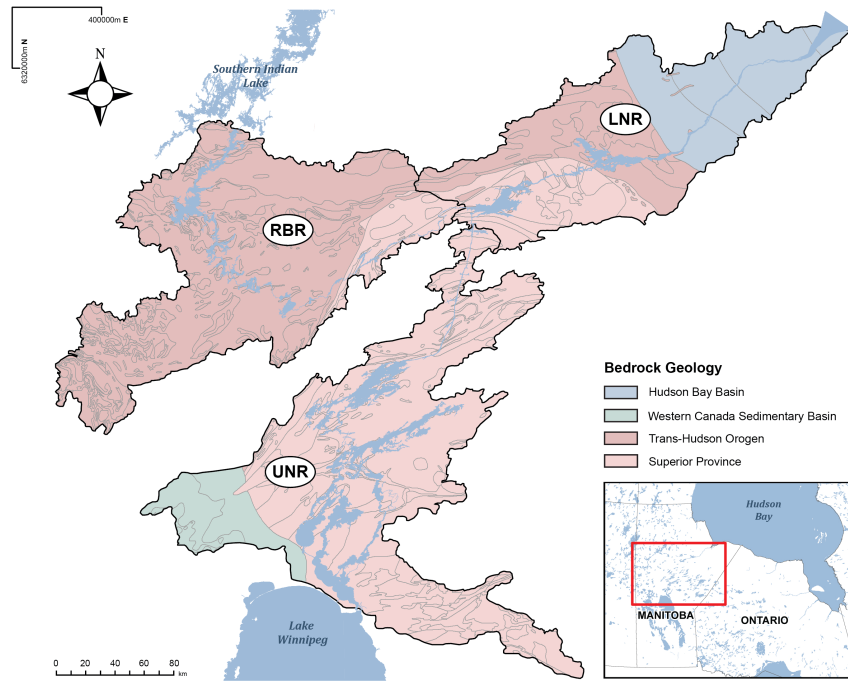 400000m E
6320000m N
N
Southern Indian
Lake
LNR
RBR
UNR
Lake
Winnipeg
0 20 40 60 80
km
Bedrock Geology
Hudson Bay Basin
Western Canada Sedimentary Basin
Trans-Hudson Orogen
Superior Province
Hudson
Bay
MANITOBA
ONTARIO